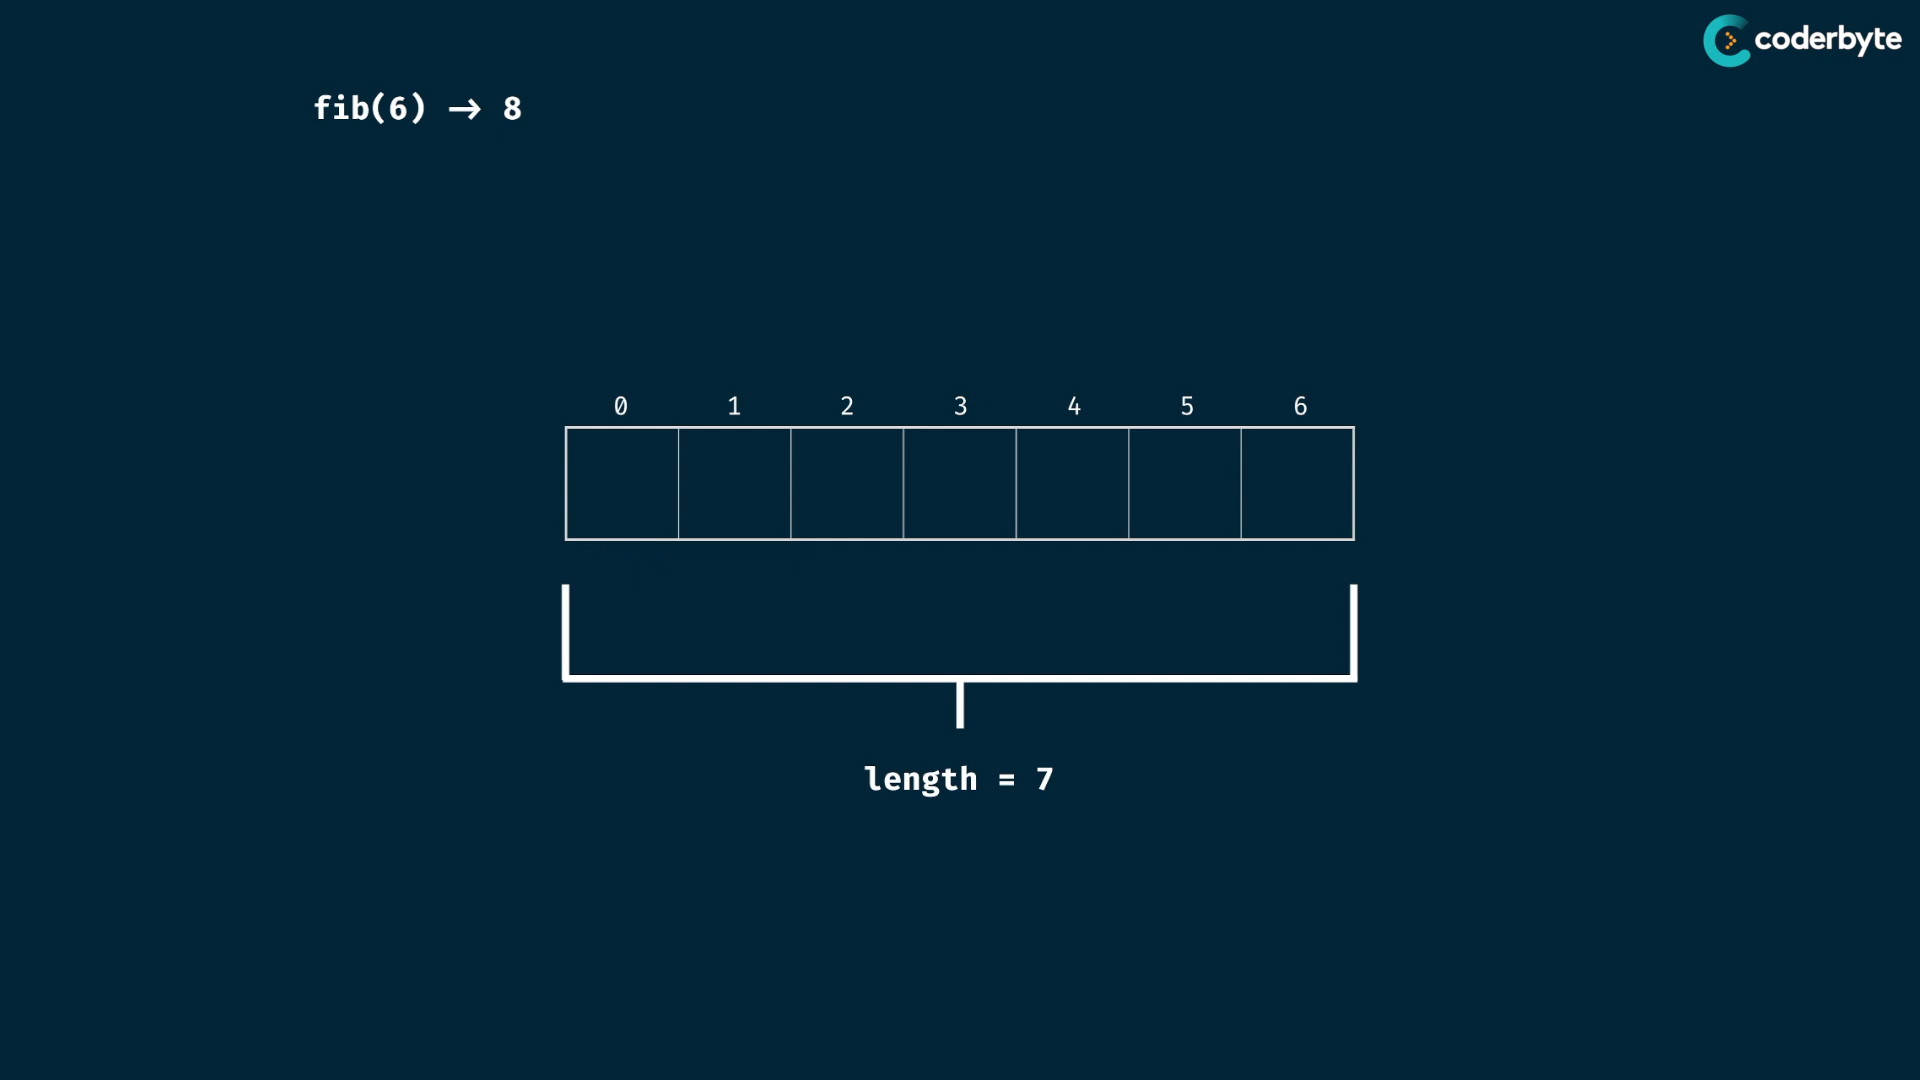 coderbyte
fib(6) → 8
0 1 2 3 4 5 6
length = 7